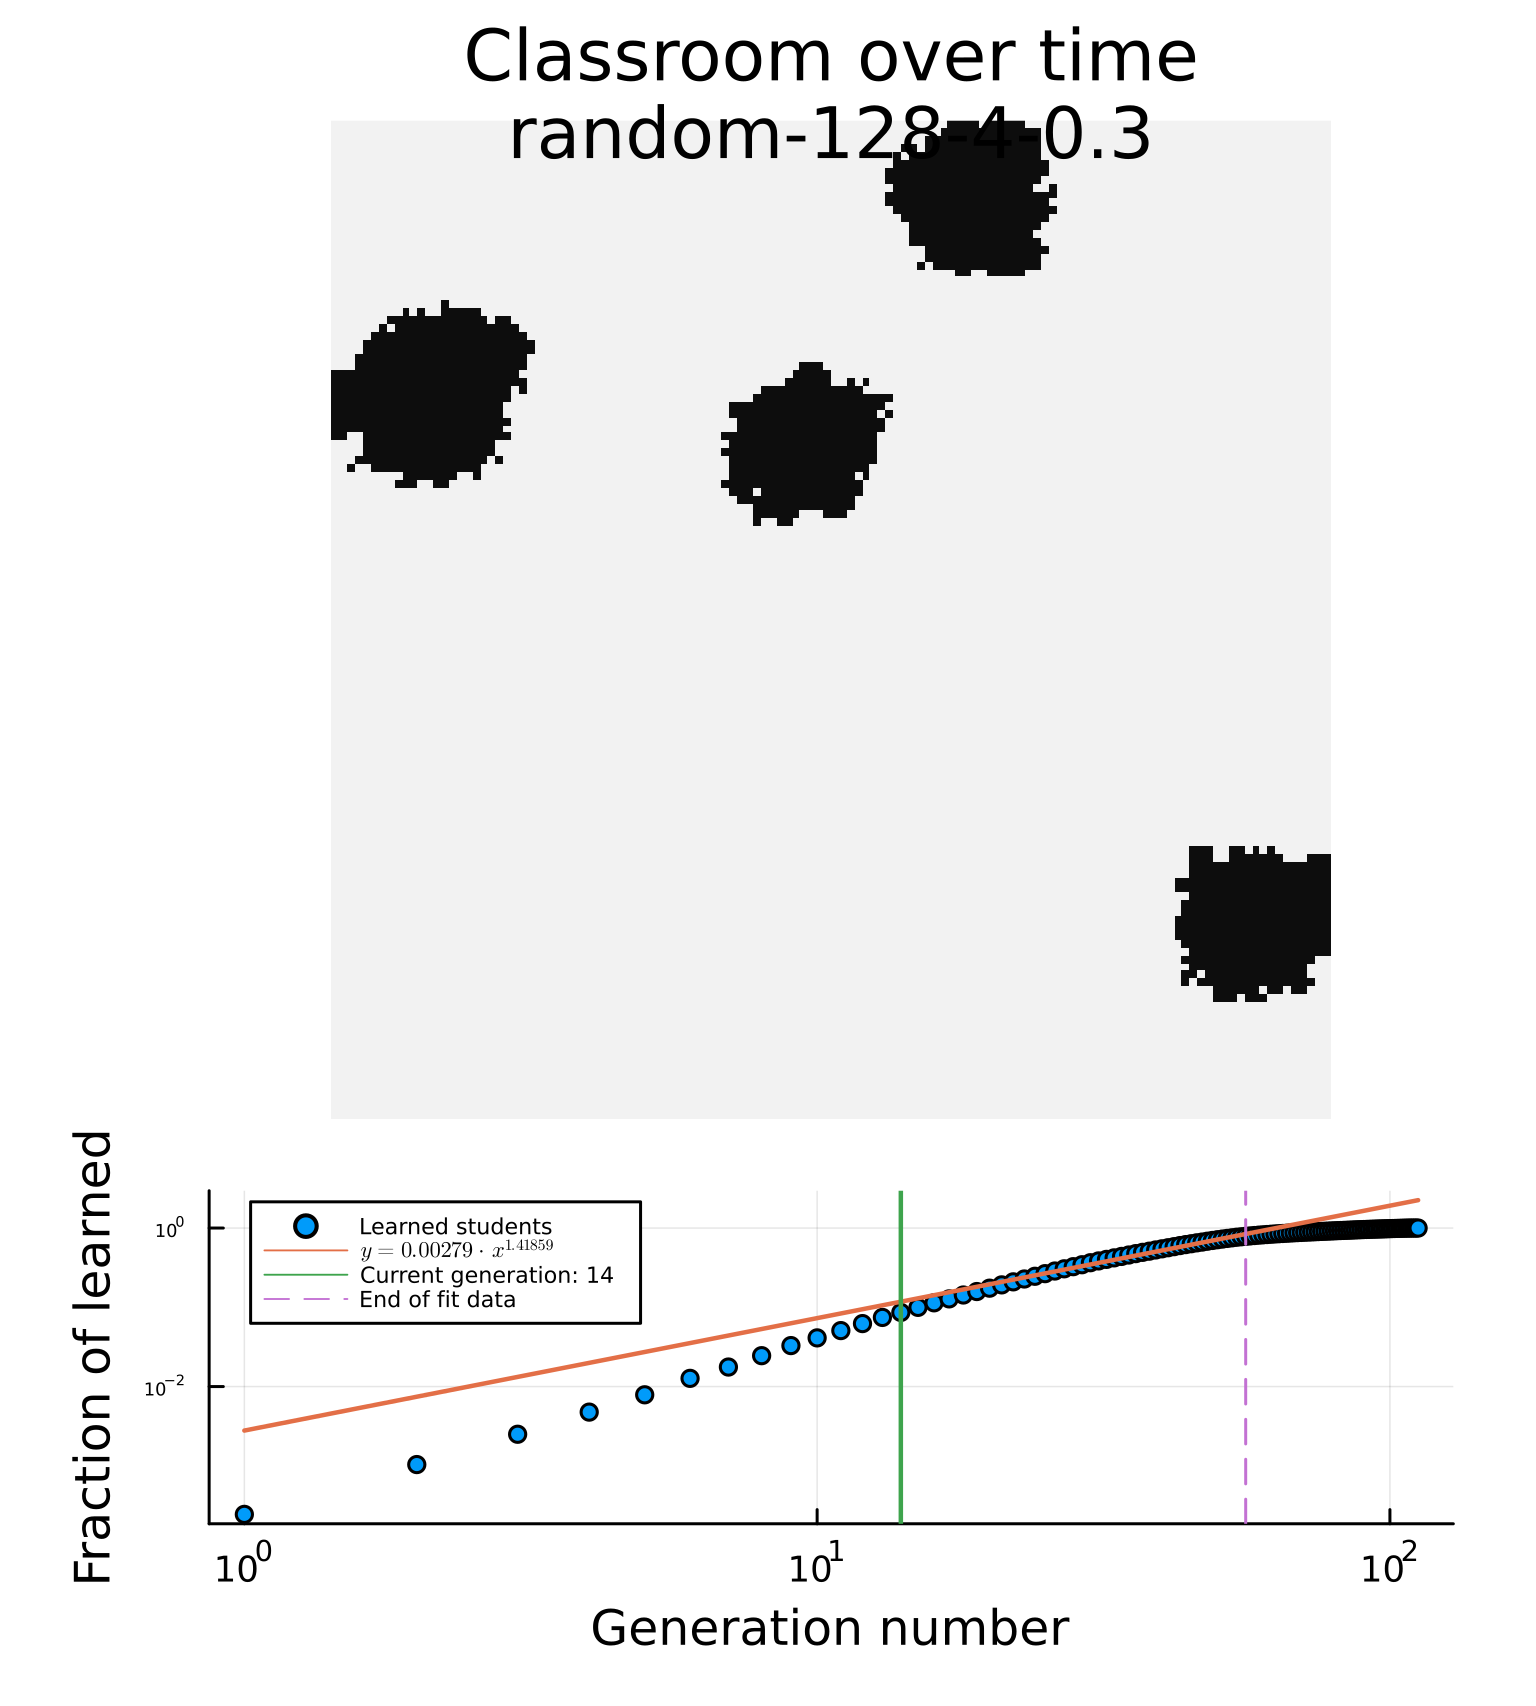 Classroom over time
random-128-4-0.3
Fraction of learned
10^0
10^-2
Learned students
y = 0.00279 · x^1.41859
Current generation: 14
End of fit data
10^0
10^1
10^2
Generation number